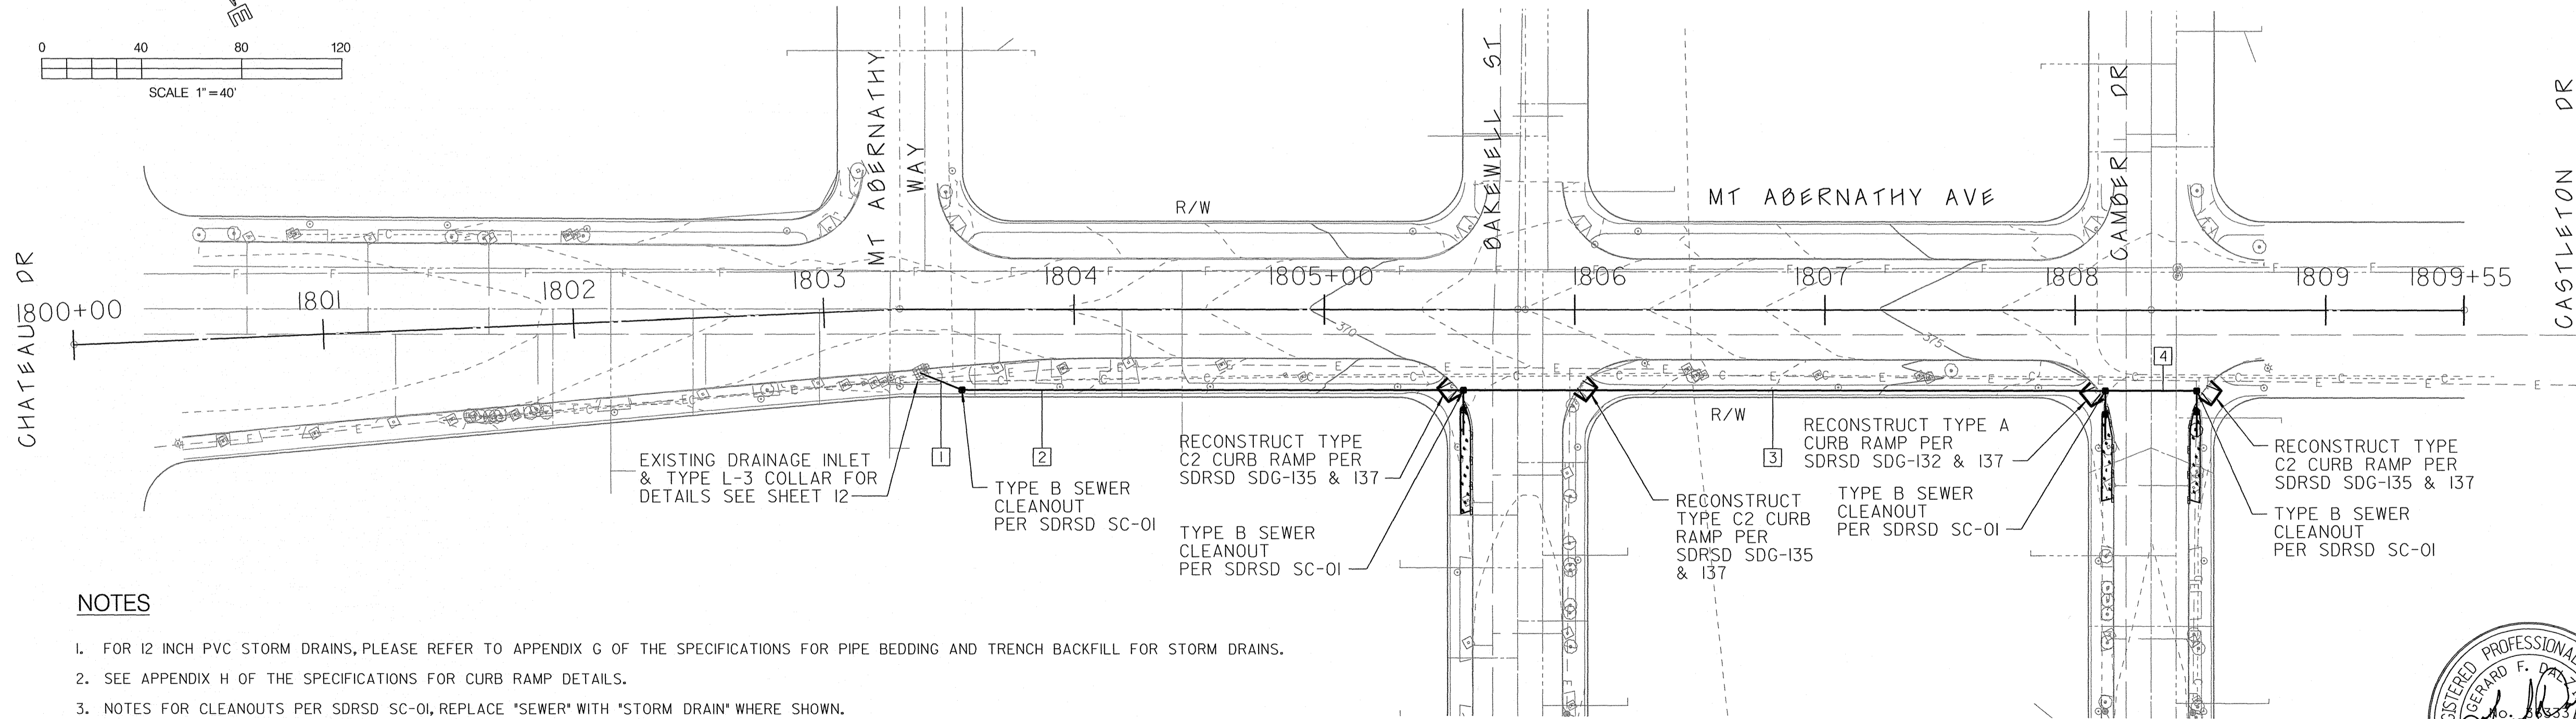 0 40 80 120
SCALE 1"=40'
CHATEAU DR
MT ABERNATHY
WAY
DAREWELL ST
CAMBER DR
CASTLETON DR
R/W
MT ABERNATHY AVE
1800+00
1801
1802
1803
1804
1805+00
1806
1807
1808
1809
1809+55
370
375
1
2
3
4
R/W
EXISTING DRAINAGE INLET
& TYPE L-3 COLLAR FOR
DETAILS SEE SHEET 12
TYPE B SEWER
CLEANOUT
PER SDRSD SC-01
RECONSTRUCT TYPE
C2 CURB RAMP PER
SDRSD SDG-135 & 137
TYPE B SEWER
CLEANOUT
PER SDRSD SC-01
RECONSTRUCT
TYPE C2 CURB
RAMP PER
SDRSD SDG-135
& 137
RECONSTRUCT TYPE A
CURB RAMP PER
SDRSD SDG-132 & 137
TYPE B SEWER
CLEANOUT
PER SDRSD SC-01
RECONSTRUCT TYPE
C2 CURB RAMP PER
SDRSD SDG-135 & 137
TYPE B SEWER
CLEANOUT
PER SDRSD SC-01
NOTES
1. FOR 12 INCH PVC STORM DRAINS, PLEASE REFER TO APPENDIX G OF THE SPECIFICATIONS FOR PIPE BEDDING AND TRENCH BACKFILL FOR STORM DRAINS.
2. SEE APPENDIX H OF THE SPECIFICATIONS FOR CURB RAMP DETAILS.
3. NOTES FOR CLEANOUTS PER SDRSD SC-01, REPLACE "SEWER" WITH "STORM DRAIN" WHERE SHOWN.
PROFESSIONAL
GERARD F.